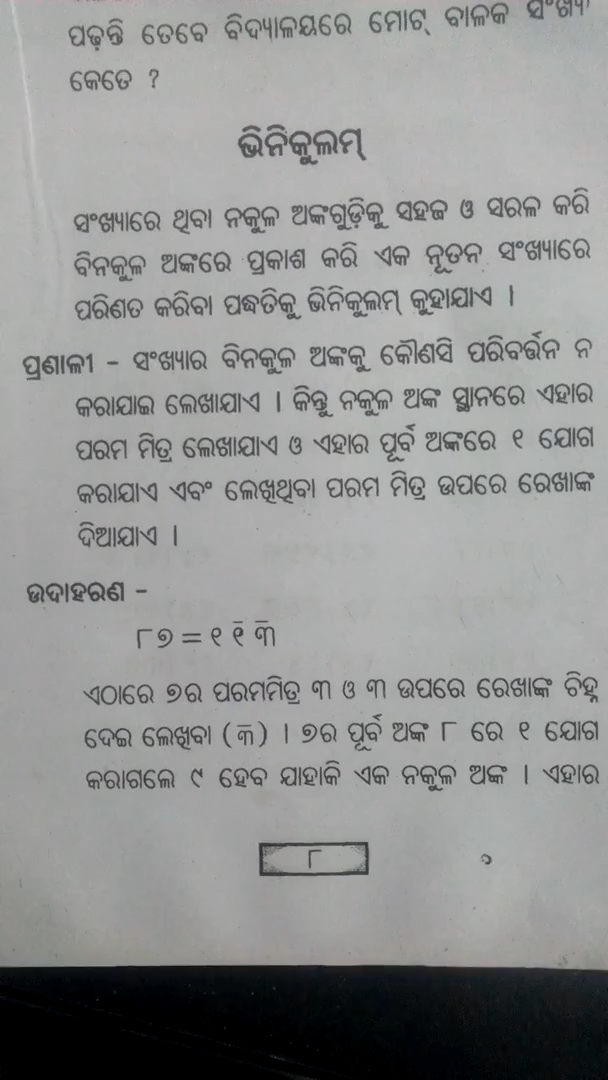 ପଢ଼ନ୍ତି ତେବେ ବିଦ୍ୟାଳୟରେ ମୋଟ୍ ବାଳକ ସଂଖ୍ୟା
କେତେ ?
ଭିନିକୁଲମ୍
ସଂଖ୍ୟାରେ ଥିବା ନକୁଳ ଅଙ୍କଗୁଡ଼ିକୁ ସହଜ ଓ ସରଳ କରି
ବିନକୁଳ ଅଙ୍କରେ ପ୍ରକାଶ କରି ଏକ ନୂତନ ସଂଖ୍ୟାରେ
ପରିଣତ କରିବା ପଦ୍ଧତିକୁ ଭିନିକୁଲମ୍ କୁହାଯାଏ ।
ପ୍ରଣାଳୀ – ସଂଖ୍ୟାର ବିନକୁଳ ଅଙ୍କକୁ କୌଣସି ପରିବର୍ତ୍ତନ ନ
କରାଯାଇ ଲେଖାଯାଏ । କିନ୍ତୁ ନକୁଳ ଅଙ୍କ ସ୍ଥାନରେ ଏହାର
ପରମ ମିତ୍ର ଲେଖାଯାଏ ଓ ଏହାର ପୂର୍ବ ଅଙ୍କରେ ୧ ଯୋଗ
କରାଯାଏ ଏବଂ ଲେଖିଥିବା ପରମ ମିତ୍ର ଉପରେ ରେଖାଙ୍କ
ଦିଆଯାଏ ।
ଉଦାହରଣ –
୮୭ = ୧ ୧̄ ୩̄
ଏଠାରେ ୭ର ପରମମିତ୍ର ୩ ଓ ୩ ଉପରେ ରେଖାଙ୍କ ଚିହ୍ନ
ଦେଇ ଲେଖିବା (୩̄) । ୭ର ପୂର୍ବ ଅଙ୍କ ୮ ରେ ୧ ଯୋଗ
କରାଗଲେ ୯ ହେବ ଯାହାକି ଏକ ନକୁଳ ଅଙ୍କ । ଏହାର
୮